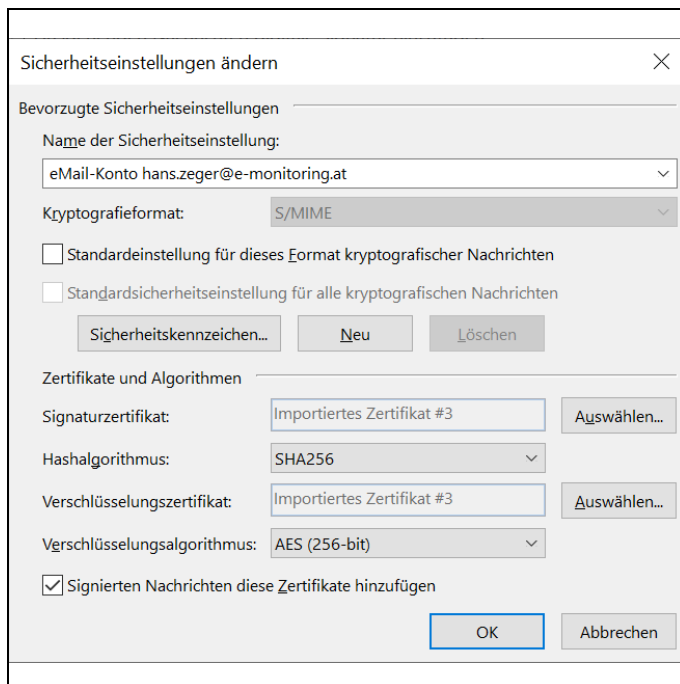 Sicherheitseinstellungen ändern
Bevorzugte Sicherheitseinstellungen
Name der Sicherheitseinstellung:
eMail-Konto hans.zeger@e-monitoring.at
Kryptografieformat: S/MIME
Standardeinstellung für dieses Format kryptografischer Nachrichten
Standardsicherheitseinstellung für alle kryptografischen Nachrichten
Sicherheitskennzeichen... Neu Löschen
Zertifikate und Algorithmen
Signaturzertifikat: Importiertes Zertifikat #3 Auswählen...
Hashalgorithmus: SHA256
Verschlüsselungszertifikat: Importiertes Zertifikat #3 Auswählen...
Verschlüsselungsalgorithmus: AES (256-bit)
Signierten Nachrichten diese Zertifikate hinzufügen
OK Abbrechen